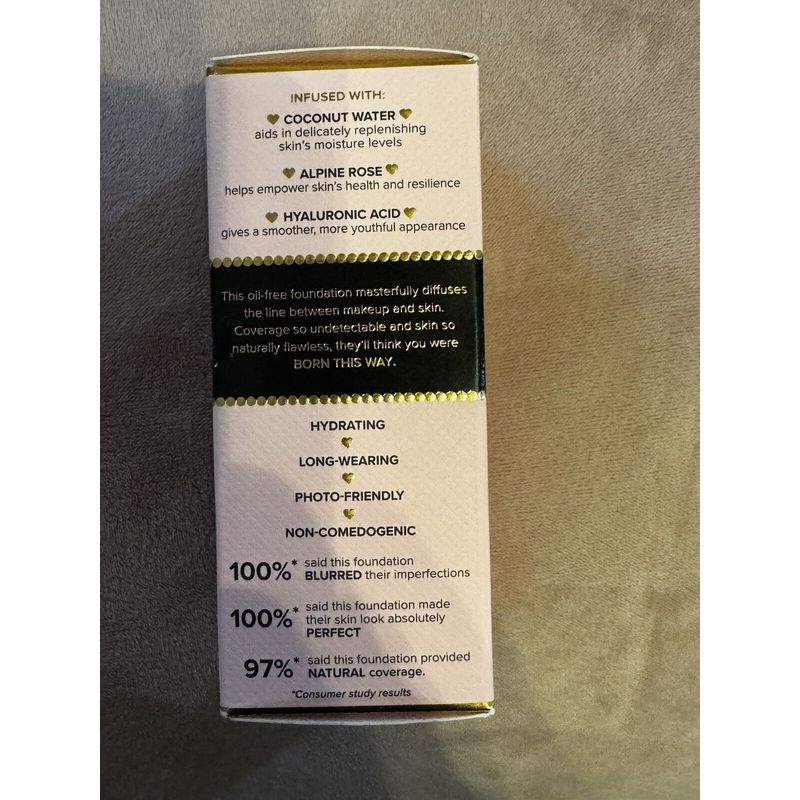 INFUSED WITH:
COCONUT WATER
aids in delicately replenishing
skin's moisture levels
ALPINE ROSE
helps empower skin's health and resilience
HYALURONIC ACID
gives a smoother, more youthful appearance
This oil-free foundation masterfully diffuses
the line between makeup and skin.
Coverage so undetectable and skin so
naturally flawless, they'll think you were
BORN THIS WAY.
HYDRATING
LONG-WEARING
PHOTO-FRIENDLY
NON-COMEDOGENIC
100%* said this foundation
BLURRED their imperfections
100%* said this foundation made
their skin look absolutely
PERFECT
97%* said this foundation provided
NATURAL coverage.
*Consumer study results